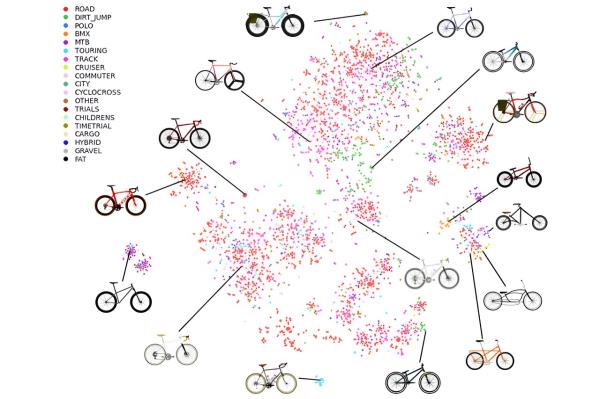 ROAD
DIRT_JUMP
POLO
BMX
MTB
TOURING
TRACK
CRUISER
COMMUTER
CITY
CYCLOCROSS
OTHER
TRIALS
CHILDRENS
TIMETRIAL
CARGO
HYBRID
GRAVEL
FAT